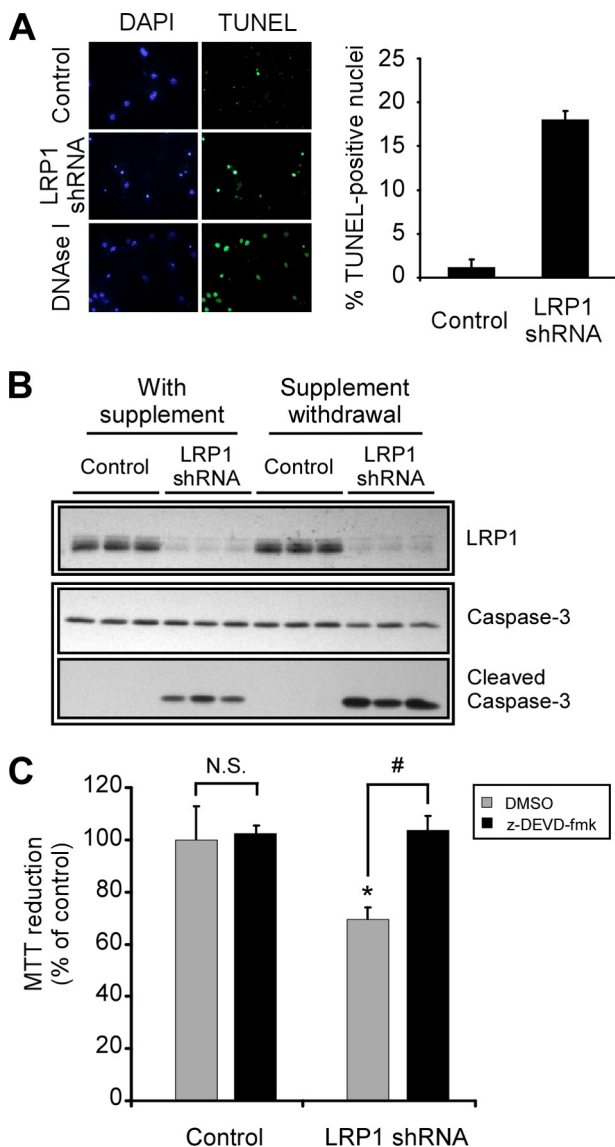 A
DAPI
TUNEL
Control
LRP1
shRNA
DNAse I
% TUNEL-positive nuclei
25
20
15
10
5
0
Control
LRP1
shRNA
B
With
supplement
Supplement
withdrawal
Control
LRP1
shRNA
Control
LRP1
shRNA
LRP1
Caspase-3
Cleaved
Caspase-3
C
MTT reduction
(% of control)
120
100
80
60
40
20
0
N.S.
*
#
DMSO
z-DEVD-fmk
Control
LRP1 shRNA